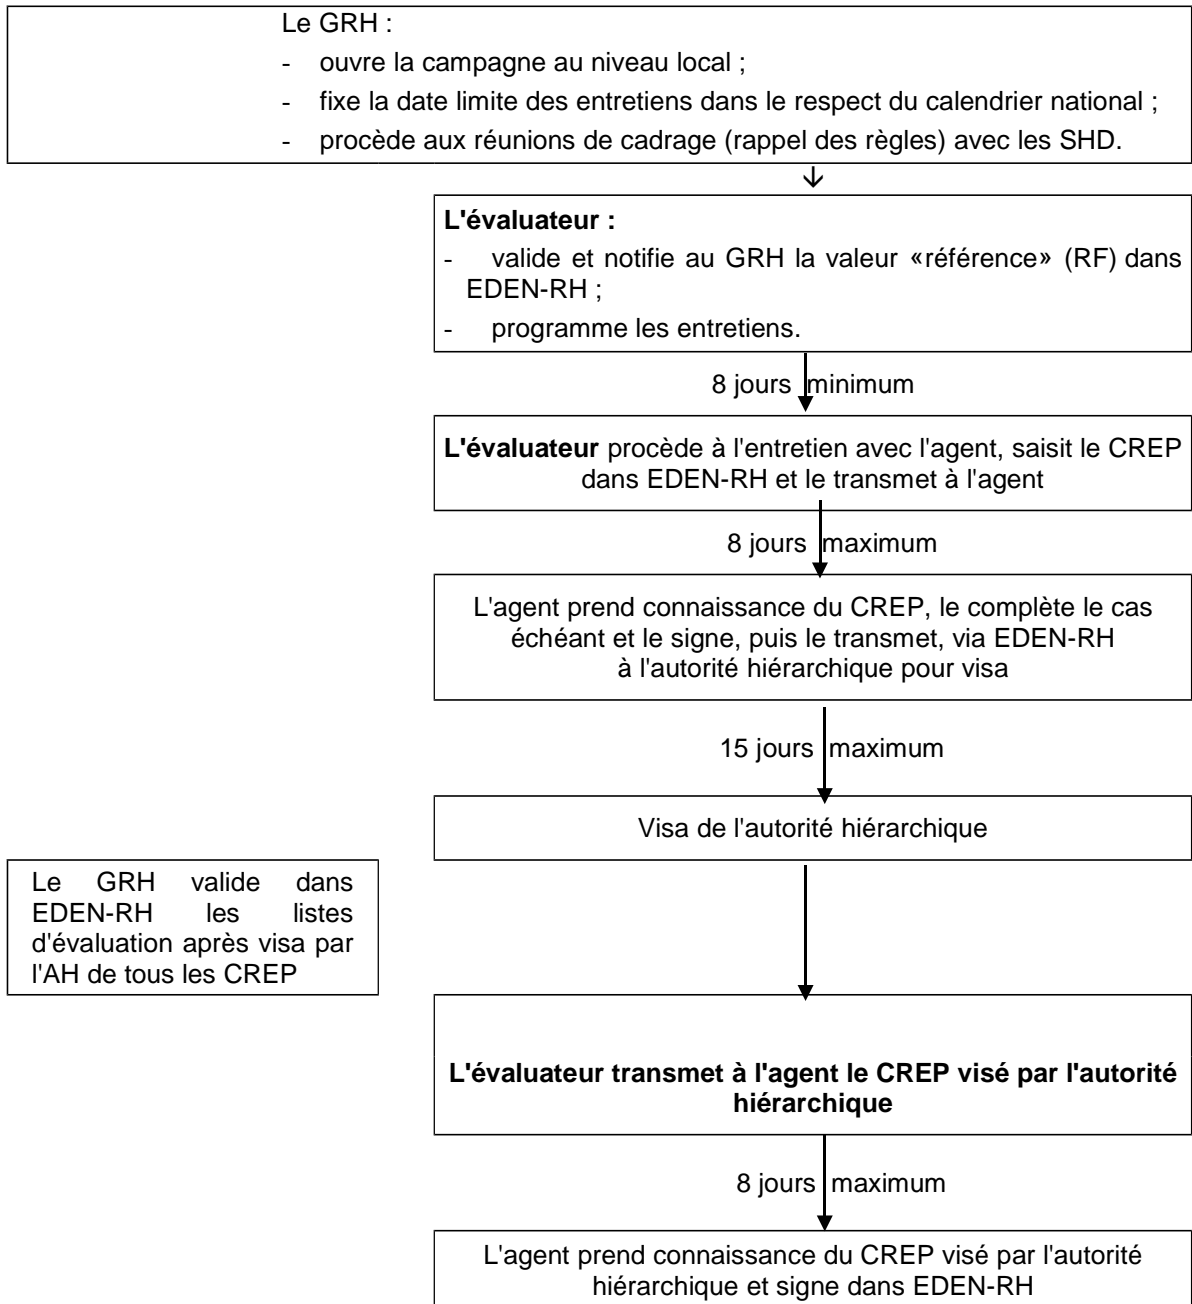 Le GRH :
- ouvre la campagne au niveau local ;
- fixe la date limite des entretiens dans le respect du calendrier national ;
- procède aux réunions de cadrage (rappel des règles) avec les SHD.
L'évaluateur :
- valide et notifie au GRH la valeur «référence» (RF) dans
EDEN-RH ;
- programme les entretiens.
8 jours minimum
L'évaluateur procède à l'entretien avec l'agent, saisit le CREP
dans EDEN-RH et le transmet à l'agent
8 jours maximum
L'agent prend connaissance du CREP, le complète le cas
échéant et le signe, puis le transmet, via EDEN-RH
à l'autorité hiérarchique pour visa
15 jours maximum
Visa de l'autorité hiérarchique
Le GRH valide dans
EDEN-RH les listes
d'évaluation après visa par
l'AH de tous les CREP
L'évaluateur transmet à l'agent le CREP visé par l'autorité
hiérarchique
8 jours maximum
L'agent prend connaissance du CREP visé par l'autorité
hiérarchique et signe dans EDEN-RH